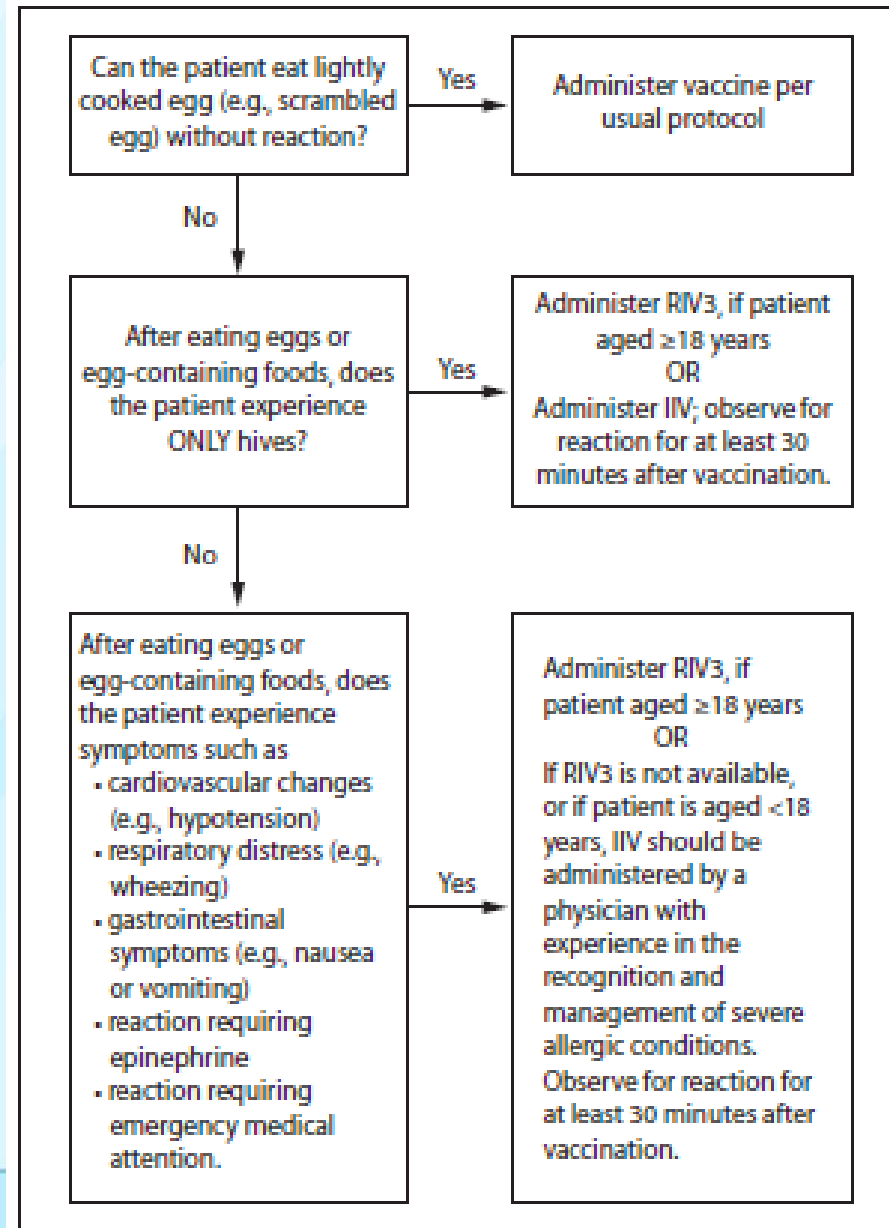 Can the patient eat lightly
cooked egg (e.g., scrambled
egg) without reaction?
Yes
Administer vaccine per
usual protocol
No
After eating eggs or
egg-containing foods, does
the patient experience
ONLY hives?
Yes
Administer RIV3, if patient
aged ≥18 years
OR
Administer IIV; observe for
reaction for at least 30
minutes after vaccination.
No
After eating eggs or
egg-containing foods, does
the patient experience
symptoms such as
• cardiovascular changes
(e.g., hypotension)
• respiratory distress (e.g.,
wheezing)
• gastrointestinal
symptoms (e.g., nausea
or vomiting)
• reaction requiring
epinephrine
• reaction requiring
emergency medical
attention.
Yes
Administer RIV3, if
patient aged ≥18 years
OR
If RIV3 is not available,
or if patient is aged <18
years, IIV should be
administered by a
physician with
experience in the
recognition and
management of severe
allergic conditions.
Observe for reaction for
at least 30 minutes after
vaccination.